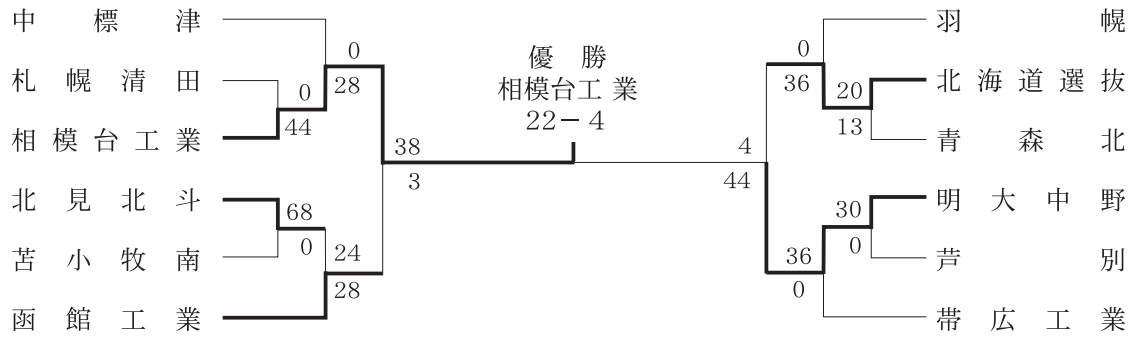 中標津
札幌清田
相模台工業
北見北斗
苫小牧南
函館工業
0
28
0
44
38
3
68
0
24
28
優勝
相模台工業
22－4
4
44
0
36
20
13
30
0
36
0
羽幌
北海道選抜
青森北
明大中野
芦別
帯広工業